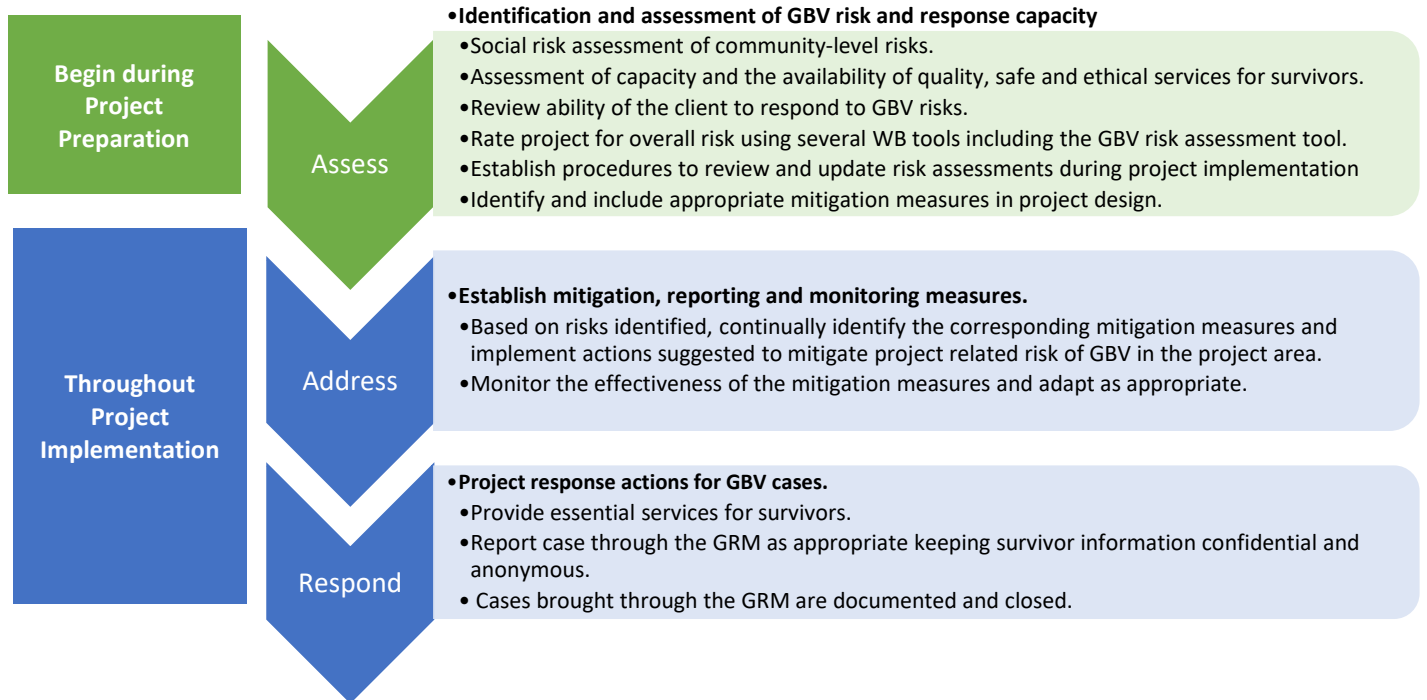 Begin during
Project
Preparation
Assess
•Identification and assessment of GBV risk and response capacity
•Social risk assessment of community-level risks.
•Assessment of capacity and the availability of quality, safe and ethical services for survivors.
•Review ability of the client to respond to GBV risks.
•Rate project for overall risk using several WB tools including the GBV risk assessment tool.
•Establish procedures to review and update risk assessments during project implementation
•Identify and include appropriate mitigation measures in project design.
Throughout
Project
Implementation
Address
•Establish mitigation, reporting and monitoring measures.
•Based on risks identified, continually identify the corresponding mitigation measures and
implement actions suggested to mitigate project related risk of GBV in the project area.
•Monitor the effectiveness of the mitigation measures and adapt as appropriate.
Respond
•Project response actions for GBV cases.
•Provide essential services for survivors.
•Report case through the GRM as appropriate keeping survivor information confidential and
anonymous.
• Cases brought through the GRM are documented and closed.